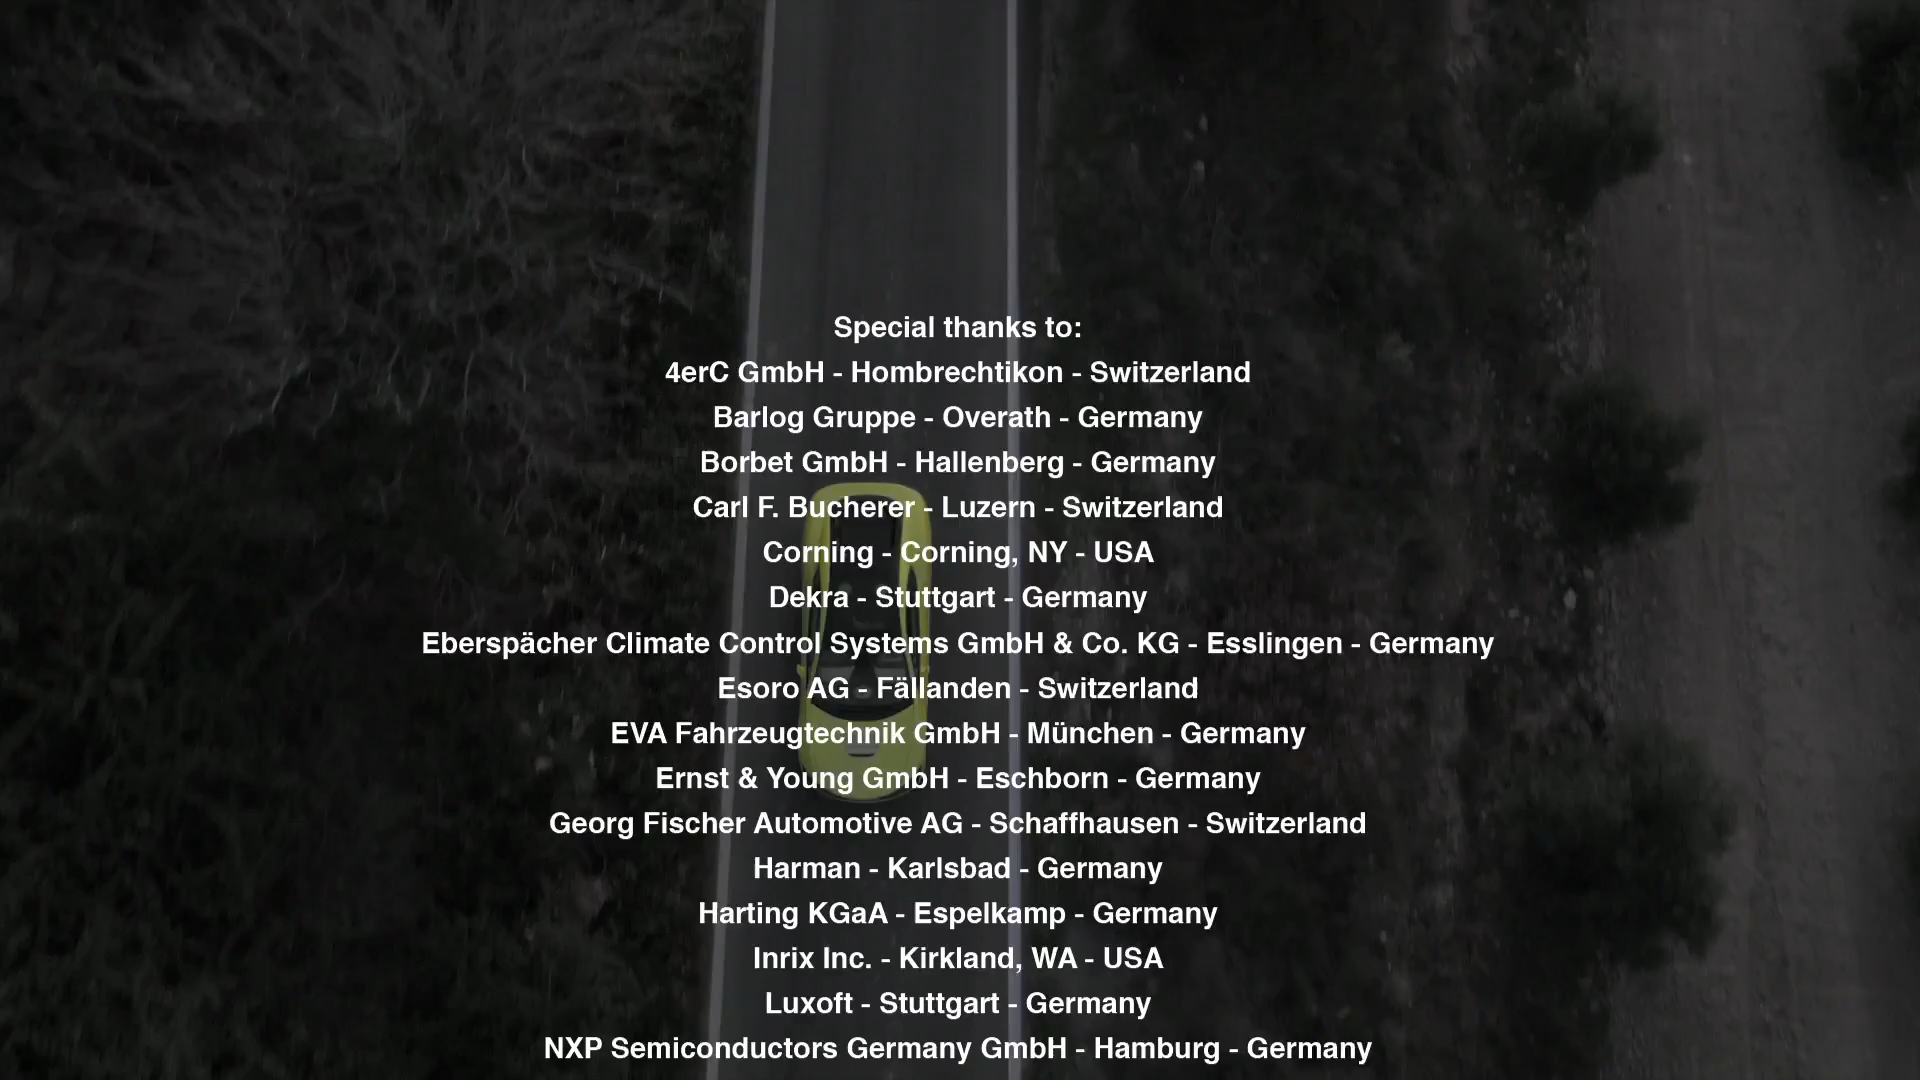 Special thanks to:
4erC GmbH - Hombrechtikon - Switzerland
Barlog Gruppe - Overath - Germany
Borbet GmbH - Hallenberg - Germany
Carl F. Bucherer - Luzern - Switzerland
Corning - Corning, NY - USA
Dekra - Stuttgart - Germany
Eberspächer Climate Control Systems GmbH & Co. KG - Esslingen - Germany
Esoro AG - Fällanden - Switzerland
EVA Fahrzeugtechnik GmbH - München - Germany
Ernst & Young GmbH - Eschborn - Germany
Georg Fischer Automotive AG - Schaffhausen - Switzerland
Harman - Karlsbad - Germany
Harting KGaA - Espelkamp - Germany
Inrix Inc. - Kirkland, WA - USA
Luxoft - Stuttgart - Germany
NXP Semiconductors Germany GmbH - Hamburg - Germany